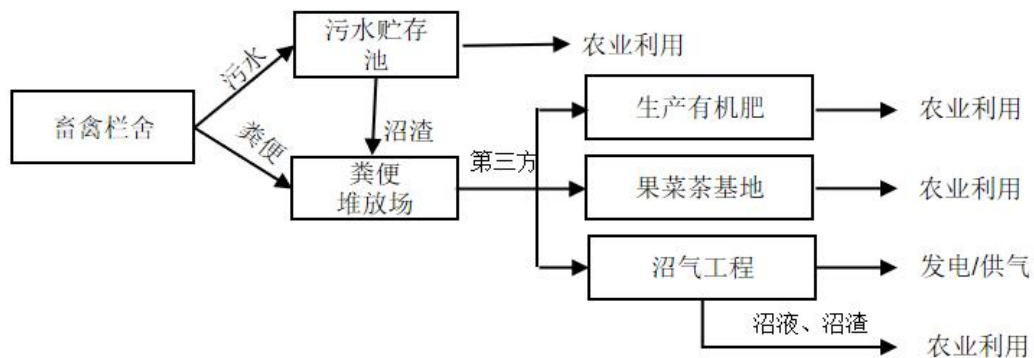 污水贮存
池
农业利用
污水
畜禽栏舍
粪便
沼渣
粪便
堆放场
第三方
生产有机肥
农业利用
果菜茶基地
农业利用
沼气工程
发电/供气
沼液、沼渣
农业利用